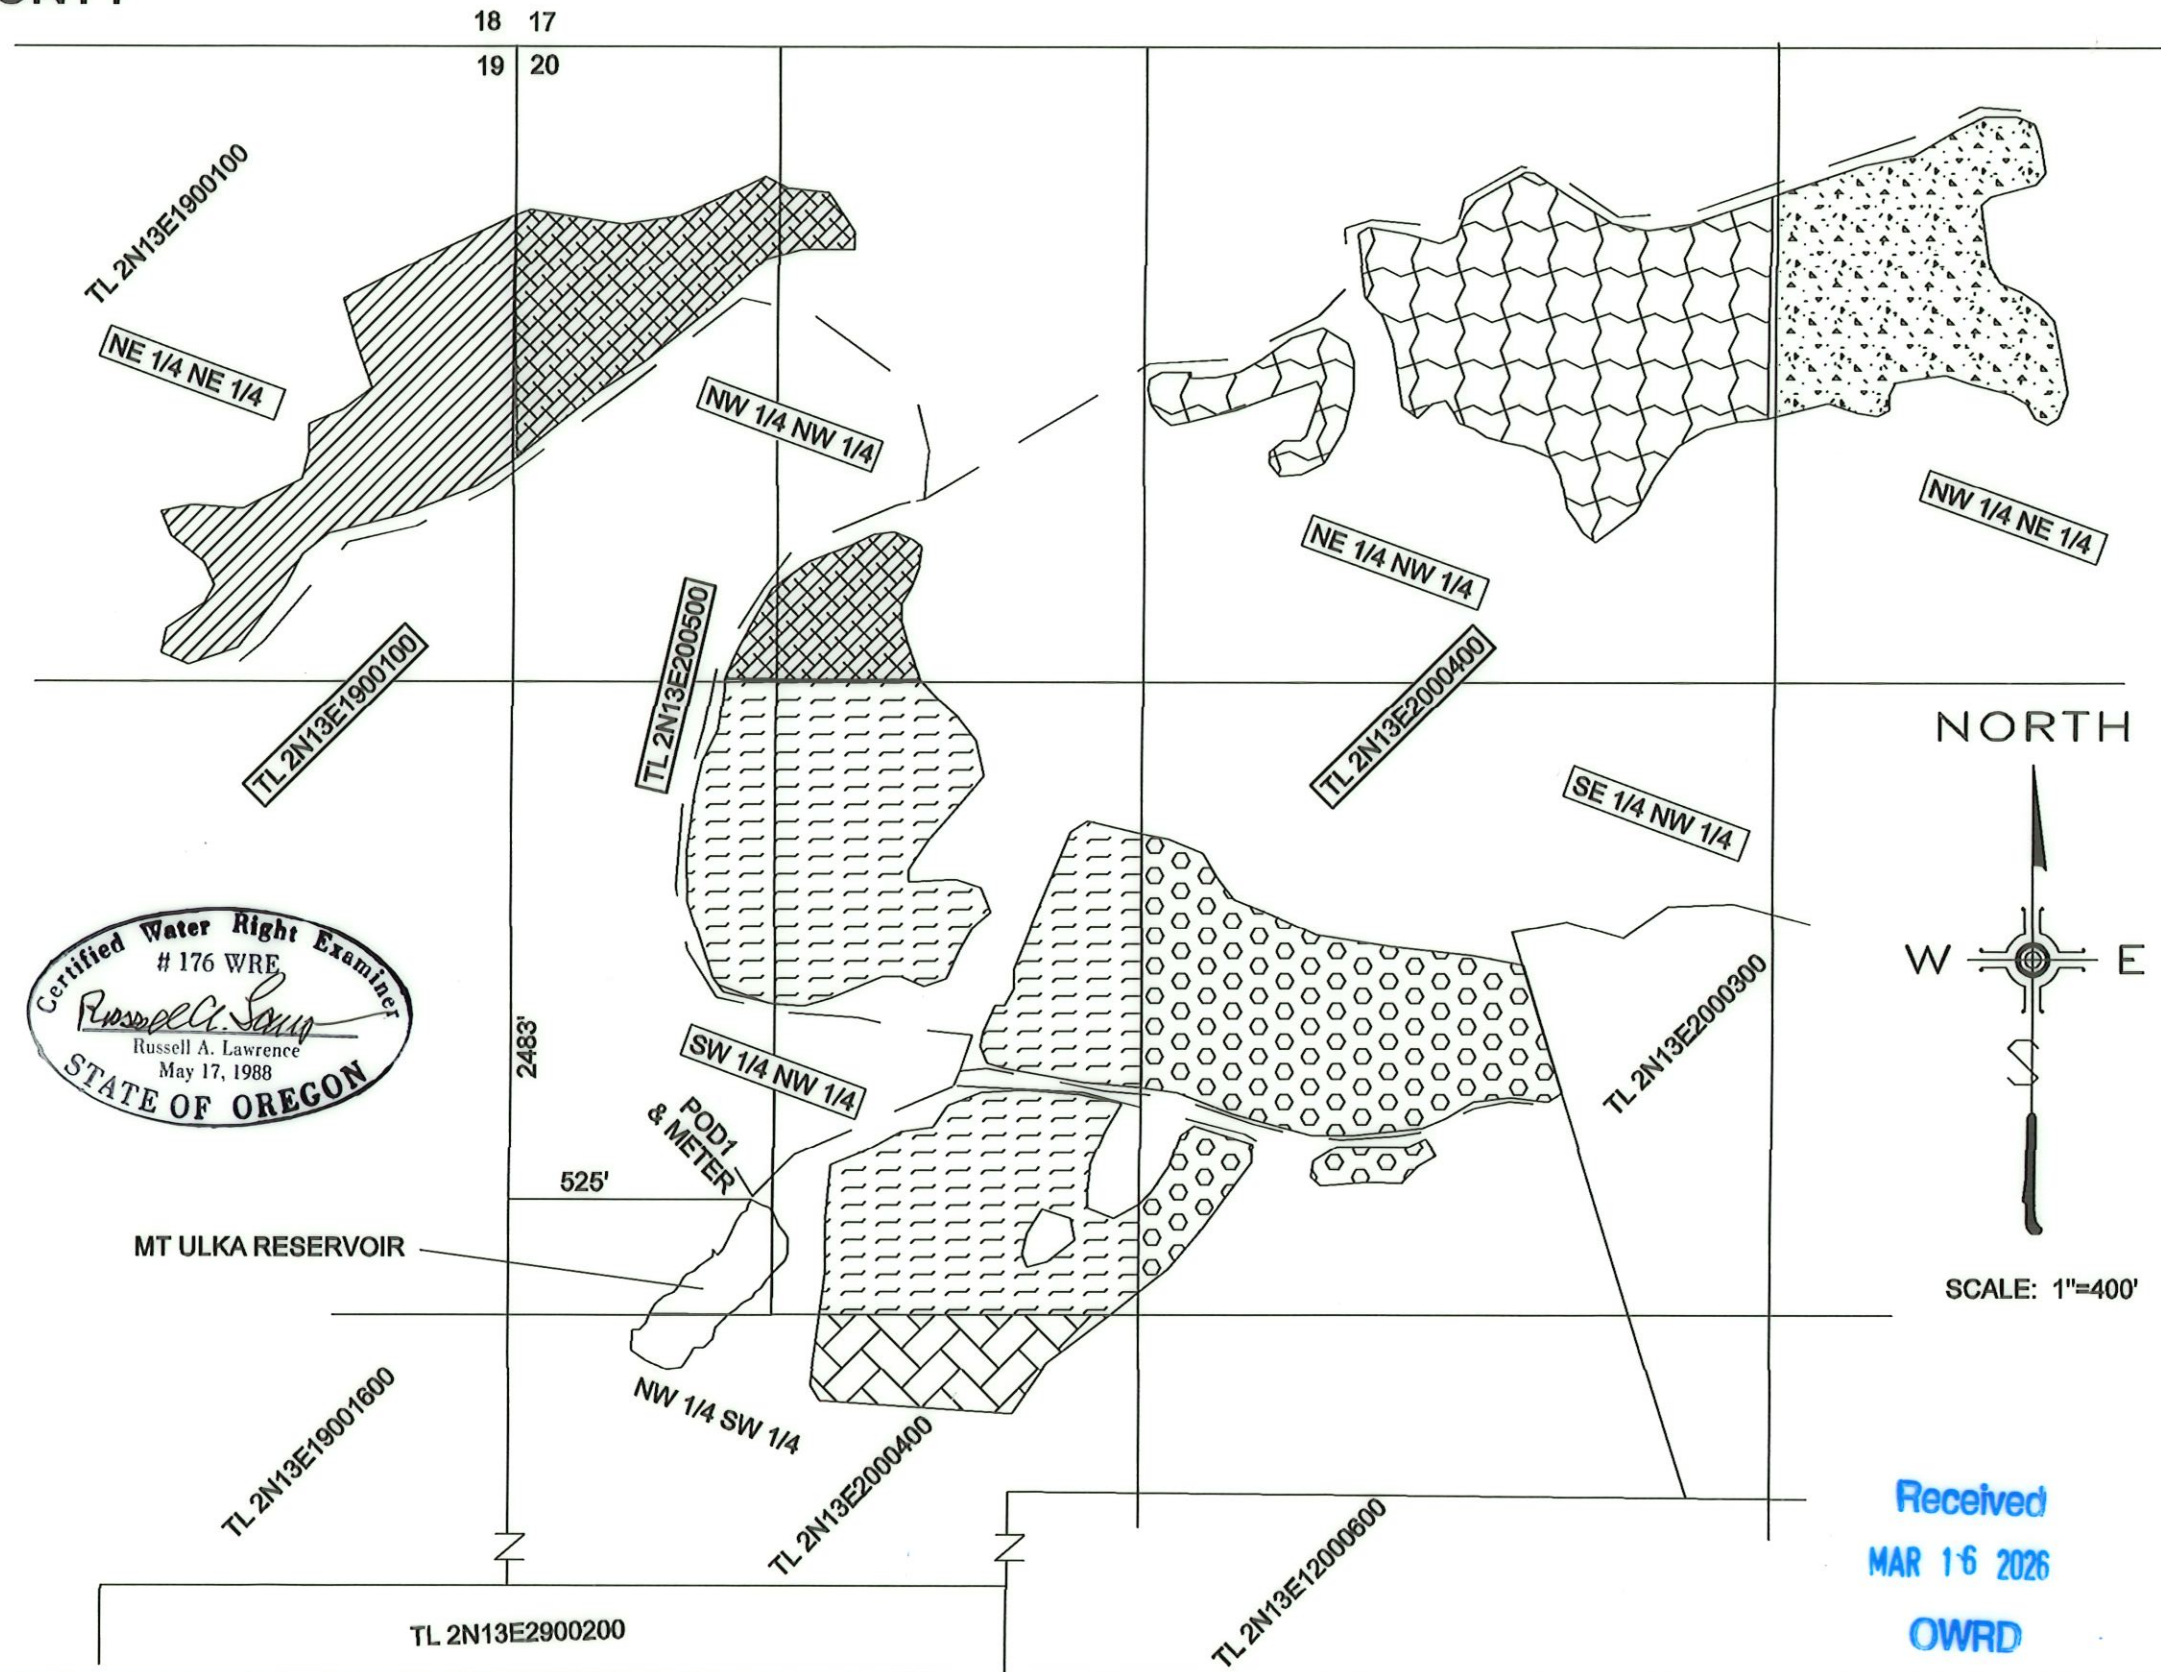 18 17
19 20
TL 2N13E1900100
NE 1/4 NE 1/4
NW 1/4 NW 1/4
NE 1/4 NW 1/4
NW 1/4 NE 1/4
TL 2N13E1900100
TL 2N13E200500
TL 2N13E2000400
NORTH
SE 1/4 NW 1/4
W E
S
Certified Water Right Examiner
# 176 WRE
Russell A. Lawrence
May 17, 1988
STATE OF OREGON
2483'
SW 1/4 NW 1/4
TL 2N13E2000300
POD1
& METER
525'
MT ULKA RESERVOIR
SCALE: 1"=400'
NW 1/4 SW 1/4
TL 2N13E19001600
TL 2N13E2000400
TL 2N13E12000600
TL 2N13E2900200
Received
MAR 16 2026
OWRD